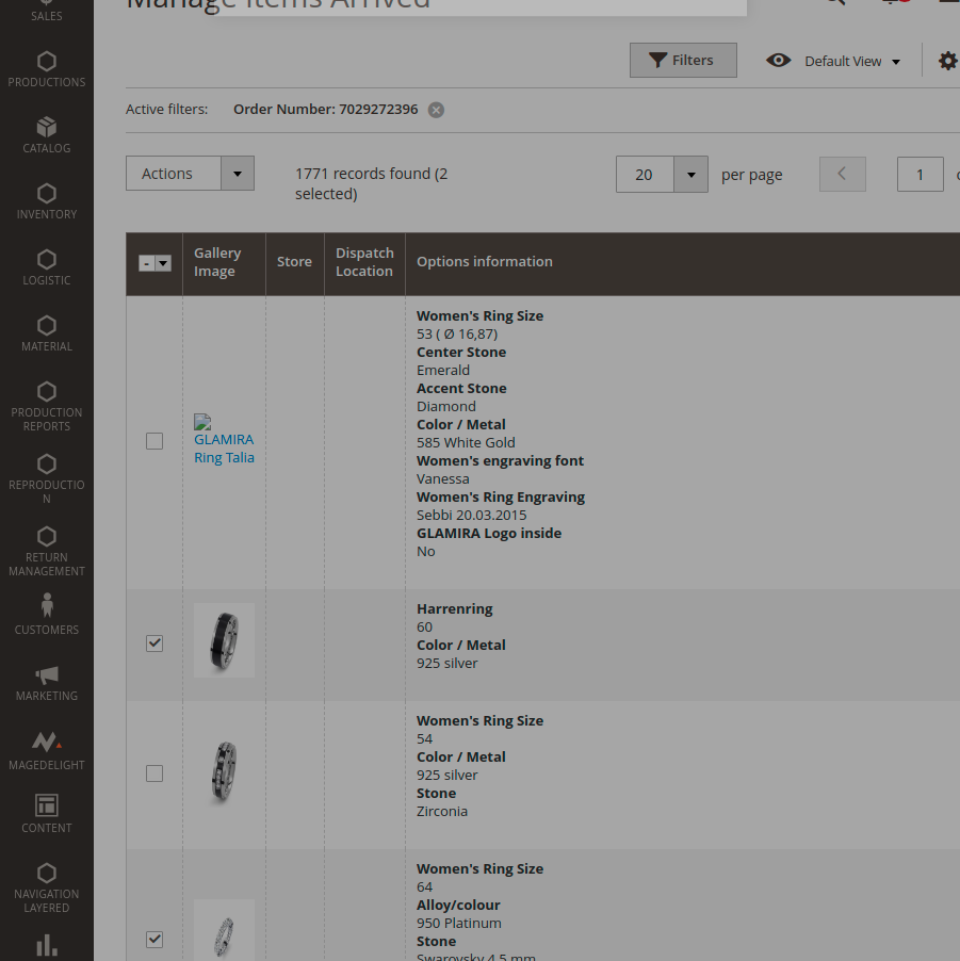 Manage Items Arrived
SALES
PRODUCTIONS
CATALOG
INVENTORY
LOGISTIC
MATERIAL
PRODUCTION
REPORTS
REPRODUCTIO
N
RETURN
MANAGEMENT
CUSTOMERS
MARKETING
MAGEDELIGHT
CONTENT
NAVIGATION
LAYERED
Filters
Default View
Active filters: Order Number: 7029272396
Actions
1771 records found (2
selected)
20
per page
1
Gallery
Image
Store
Dispatch
Location
Options information
GLAMIRA
Ring Talia
Women's Ring Size
53 ( Ø 16,87)
Center Stone
Emerald
Accent Stone
Diamond
Color / Metal
585 White Gold
Women's engraving font
Vanessa
Women's Ring Engraving
Sebbi 20.03.2015
GLAMIRA Logo inside
No
Harrenring
60
Color / Metal
925 silver
Women's Ring Size
54
Color / Metal
925 silver
Stone
Zirconia
Women's Ring Size
64
Alloy/colour
950 Platinum
Stone
Swarovsky 4.5 mm